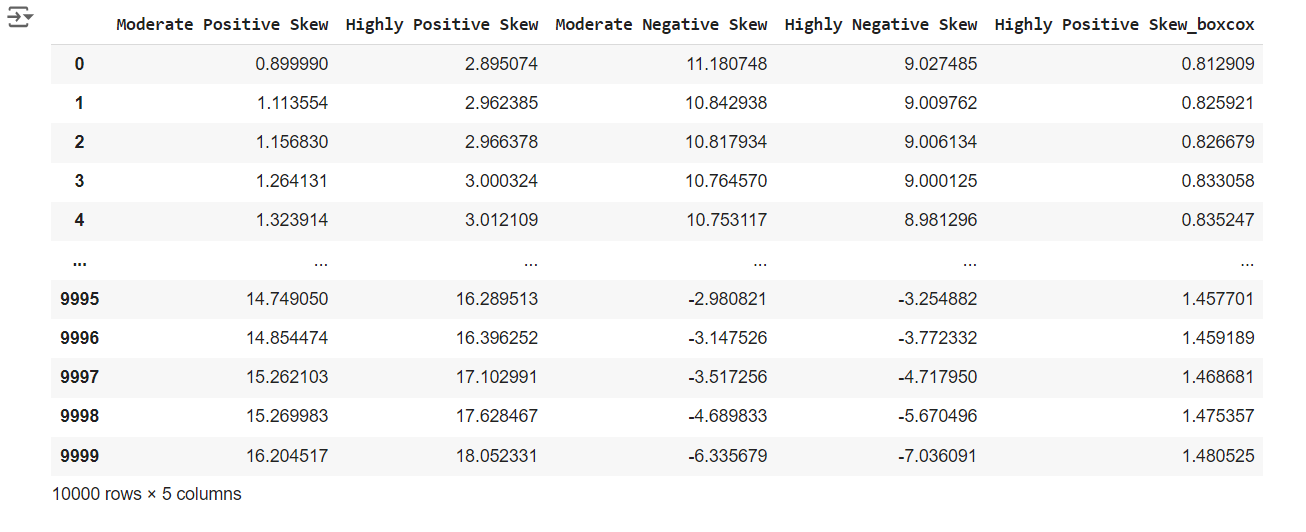 Moderate Positive Skew Highly Positive Skew Moderate Negative Skew Highly Negative Skew Highly Positive Skew_boxcox
0 0.899990 2.895074 11.180748 9.027485 0.812909
1 1.113554 2.962385 10.842938 9.009762 0.825921
2 1.156830 2.966378 10.817934 9.006134 0.826679
3 1.264131 3.000324 10.764570 9.000125 0.833058
4 1.323914 3.012109 10.753117 8.981296 0.835247
... ... ... ... ... ...
9995 14.749050 16.289513 -2.980821 -3.254882 1.457701
9996 14.854474 16.396252 -3.147526 -3.772332 1.459189
9997 15.262103 17.102991 -3.517256 -4.717950 1.468681
9998 15.269983 17.628467 -4.689833 -5.670496 1.475357
9999 16.204517 18.052331 -6.335679 -7.036091 1.480525
10000 rows × 5 columns